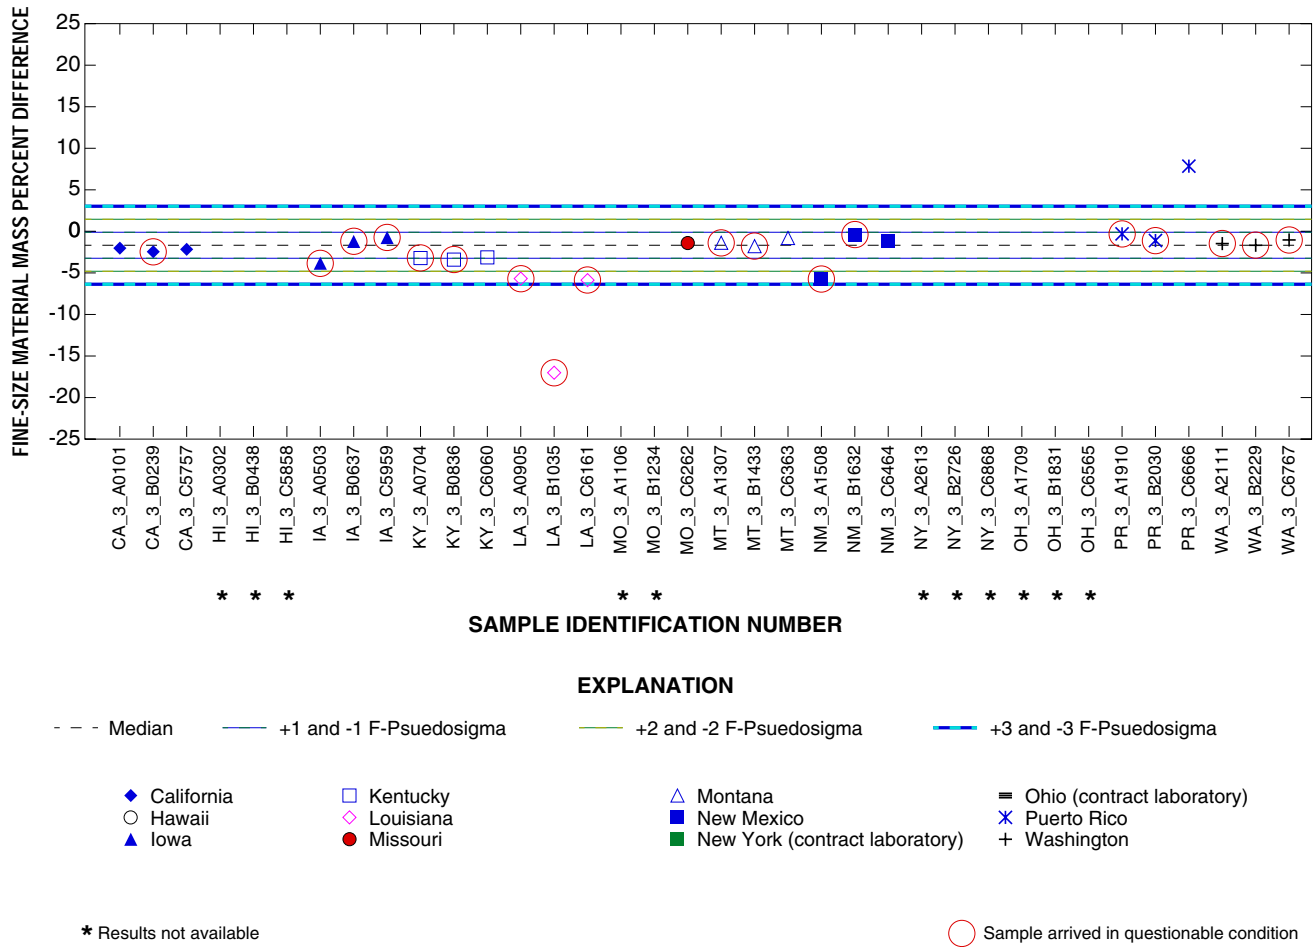 FINE-SIZE MATERIAL MASS PERCENT DIFFERENCE
25
20
15
10
5
0
-5
-10
-15
-20
-25
CA_3_A0101
CA_3_B0239
CA_3_C5757
HI_3_A0302
HI_3_B0438
HI_3_C5858
IA_3_A0503
IA_3_B0637
IA_3_C5959
KY_3_A0704
KY_3_B0836
KY_3_C6060
LA_3_A0905
LA_3_B1035
LA_3_C6161
MO_3_A1106
MO_3_B1234
MO_3_C6262
MT_3_A1307
MT_3_B1433
MT_3_C6363
NM_3_A1508
NM_3_B1632
NM_3_C6464
NY_3_A2613
NY_3_B2726
NY_3_C6868
OH_3_A1709
OH_3_B1831
OH_3_C6565
PR_3_A1910
PR_3_B2030
PR_3_C6666
WA_3_A2111
WA_3_B2229
WA_3_C6767
* * * * * * * * * * *
SAMPLE IDENTIFICATION NUMBER
EXPLANATION
Median
+1 and -1 F-Psuedosigma
+2 and -2 F-Psuedosigma
+3 and -3 F-Psuedosigma
California
Hawaii
Iowa
Kentucky
Louisiana
Missouri
Montana
New Mexico
New York (contract laboratory)
Ohio (contract laboratory)
Puerto Rico
Washington
* Results not available
Sample arrived in questionable condition